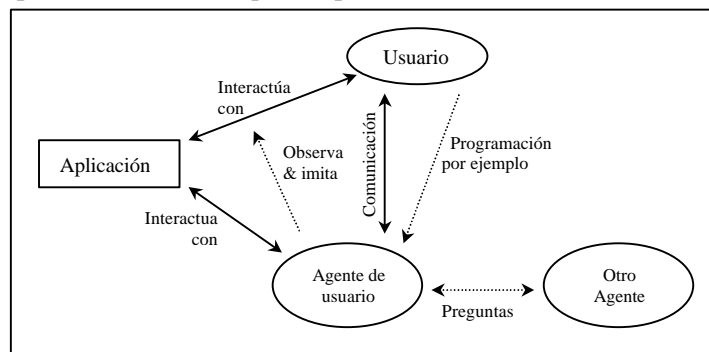 Usuario
Interactúa
con
Aplicación
Observa
& imita
Comunicación
Programación
por ejemplo
Interactua
con
Agente de
usuario
Preguntas
Otro
Agente